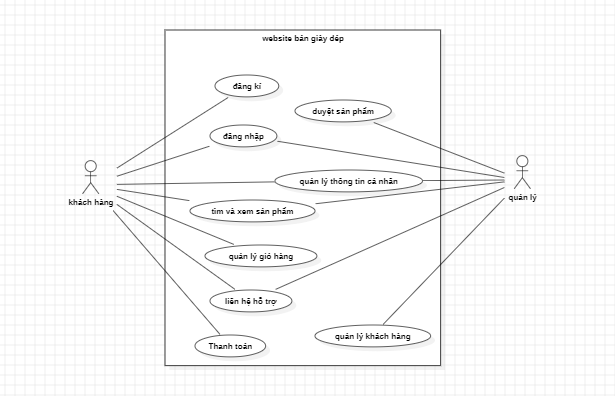 website bán giày dép
đăng kí
duyệt sản phẩm
đăng nhập
quản lý thông tin cá nhân
khách hàng
quản lý
tìm và xem sản phẩm
quản lý giỏ hàng
liên hệ hỗ trợ
quản lý khách hàng
Thanh toán